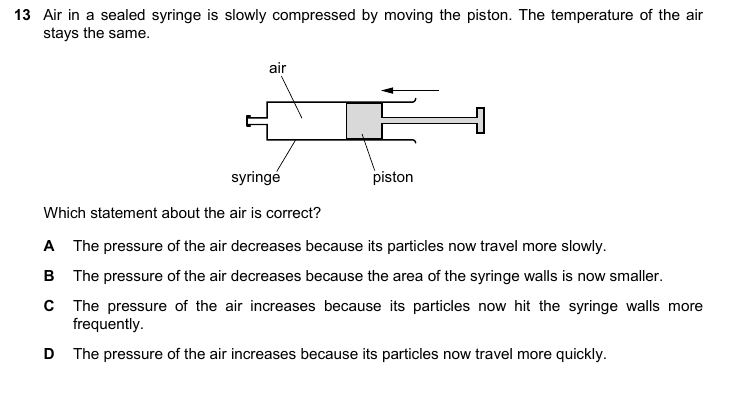 13 Air in a sealed syringe is slowly compressed by moving the piston. The temperature of the air
stays the same.
air
syringe
piston
Which statement about the air is correct?
A The pressure of the air decreases because its particles now travel more slowly.
B The pressure of the air decreases because the area of the syringe walls is now smaller.
C The pressure of the air increases because its particles now hit the syringe walls more
frequently.
D The pressure of the air increases because its particles now travel more quickly.